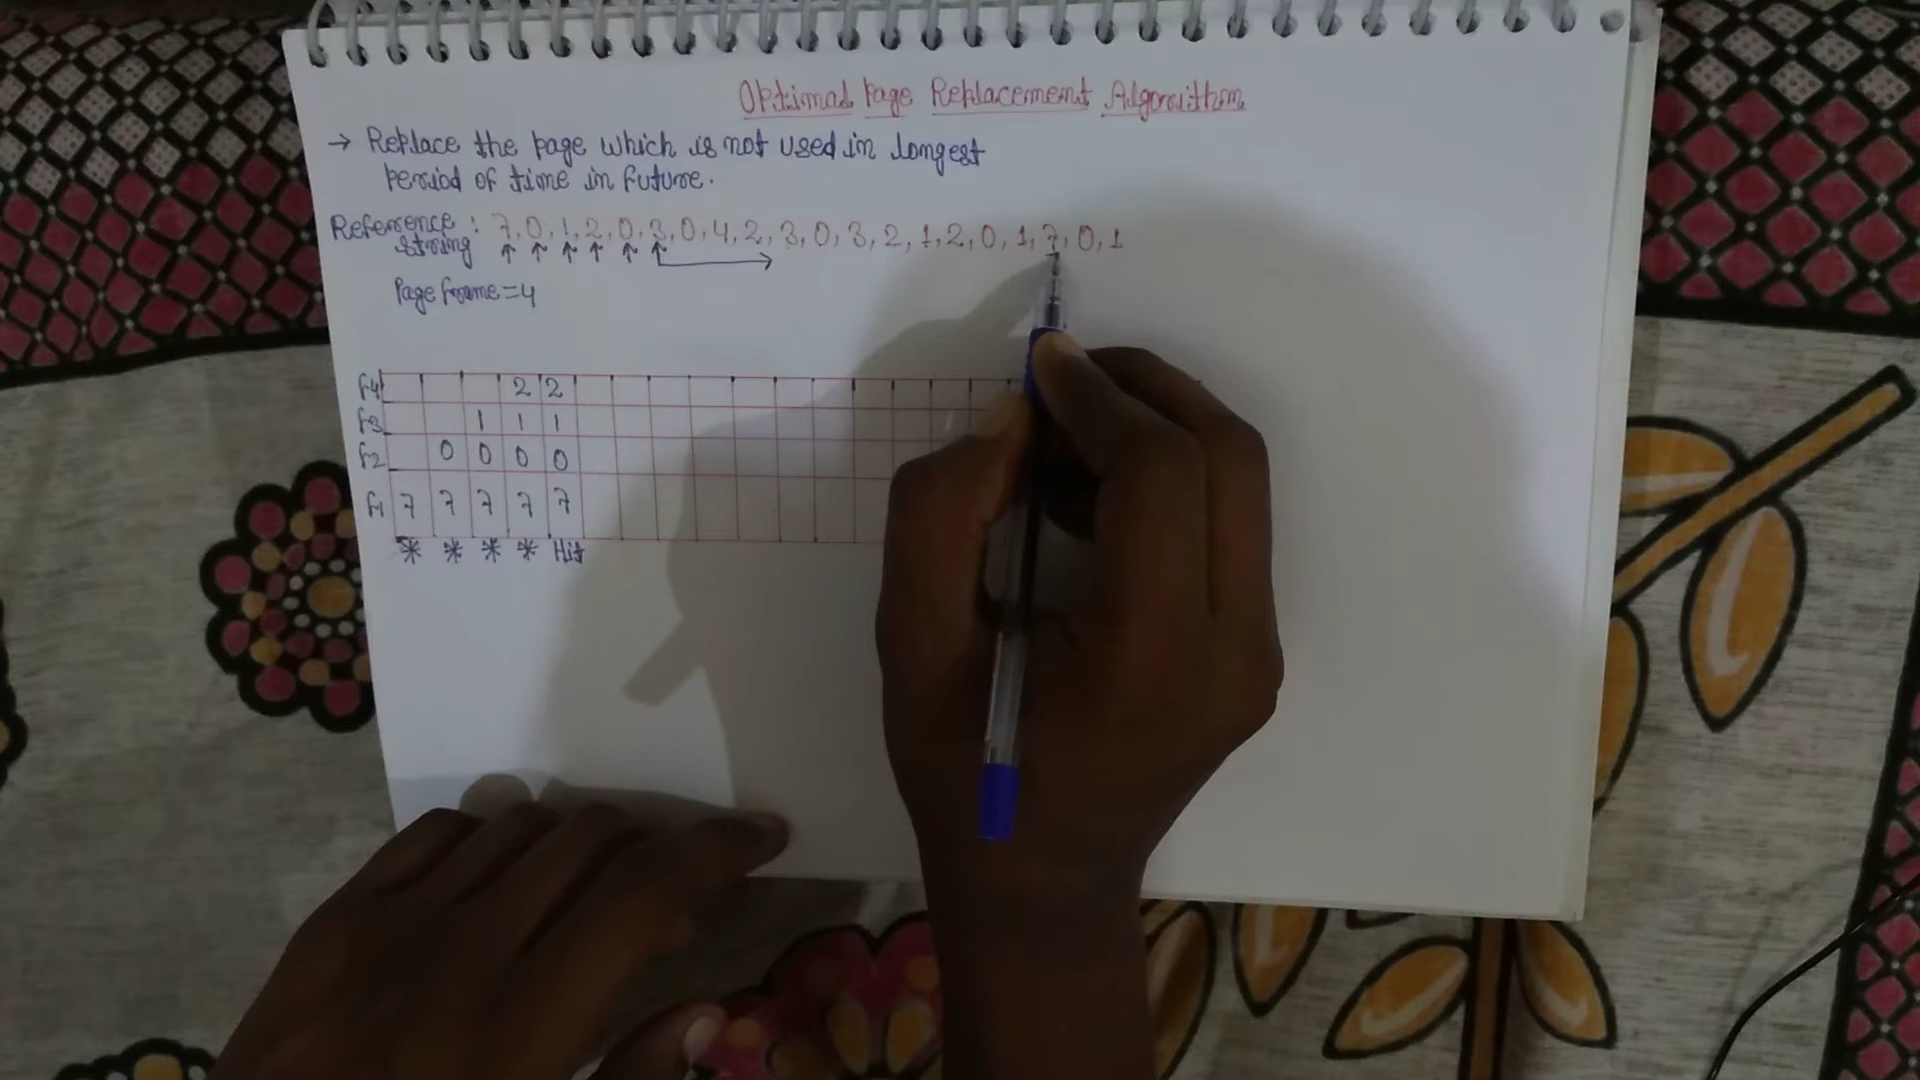 Optimal Page Replacement Algorithm
→ Replace the page which is not used in longest
period of time in future.
Reference string : 7, 0, 1, 2, 0, 3, 0, 4, 2, 3, 0, 3, 2, 1, 2, 0, 1, 7, 0, 1
Page frame = 4
f4 2 2
f3 1 1 1
f2 0 0 0 0
f1 7 7 7 7 7
* * * * Hit